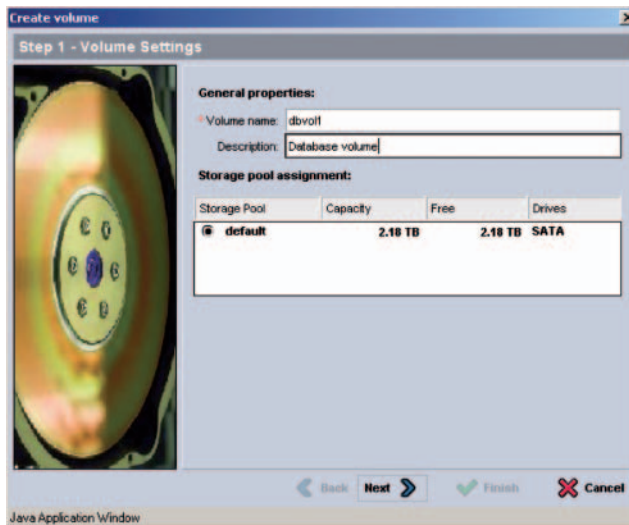 Create volume
Step 1 - Volume Settings
General properties:
*Volume name: dbvol1
Description: Database volume
Storage pool assignment:
Storage Pool Capacity Free Drives
default 2.18 TB 2.18 TB SATA
Back Next Finish Cancel
Java Application Window